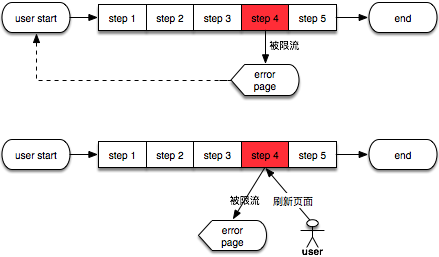 user start
step 1
step 2
step 3
step 4
step 5
end
被限流
error
page
user start
step 1
step 2
step 3
step 4
step 5
end
被限流
刷新页面
error
page
user